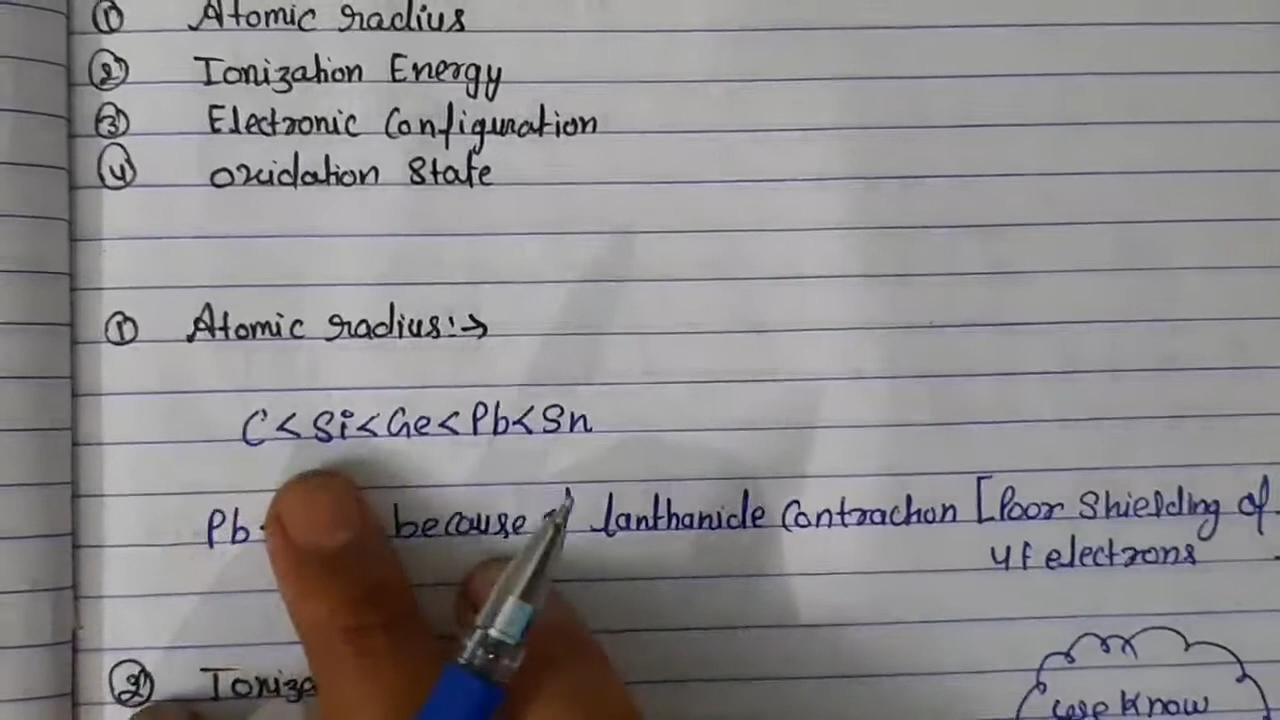 ① Atomic radius
② Ionization Energy
③ Electronic Configuration
④ oxidation State
① Atomic radius:→
C < Si < Ge < Pb < Sn
Pb because lanthanide Contraction [Poor Shielding of
4f electrons
②
we know